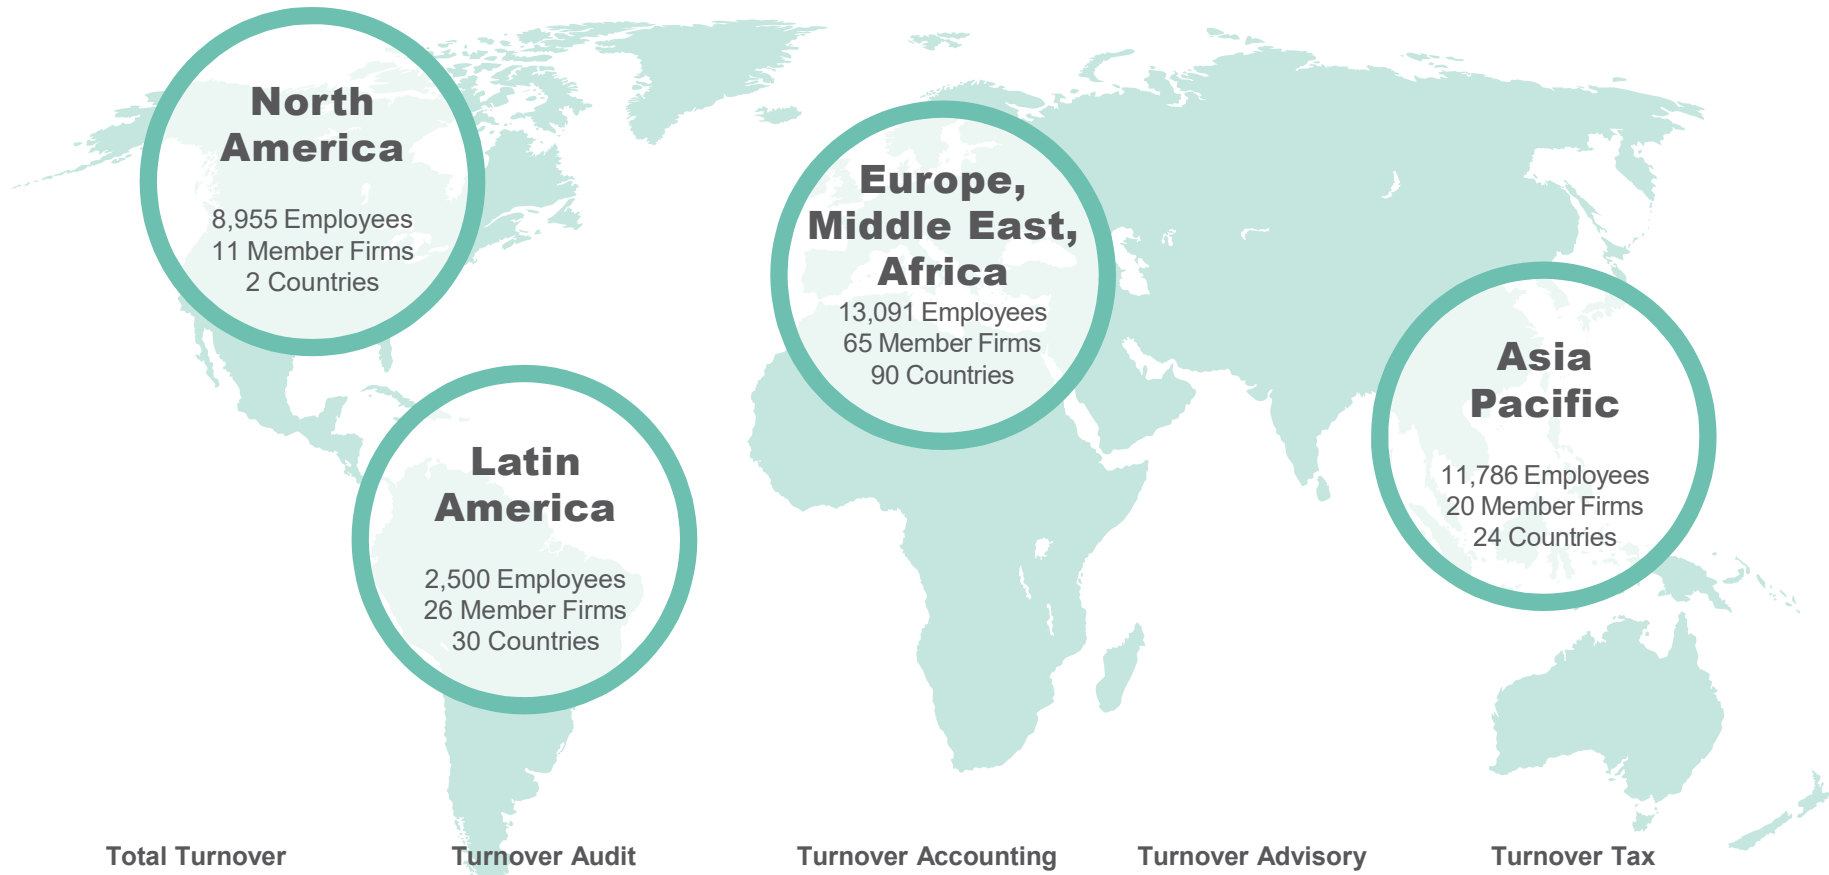 North
America
8,955 Employees
11 Member Firms
2 Countries
Europe,
Middle East,
Africa
13,091 Employees
65 Member Firms
90 Countries
Asia
Pacific
11,786 Employees
20 Member Firms
24 Countries
Latin
America
2,500 Employees
26 Member Firms
30 Countries
Total Turnover
Turnover Audit
Turnover Accounting
Turnover Advisory
Turnover Tax